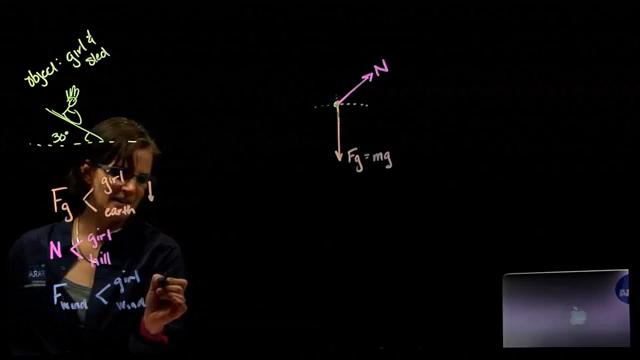 object: girl &
sled
30°
Fg < girl
earth
N < girl
hill
Fwind < girl
wind
N
Fg = mg